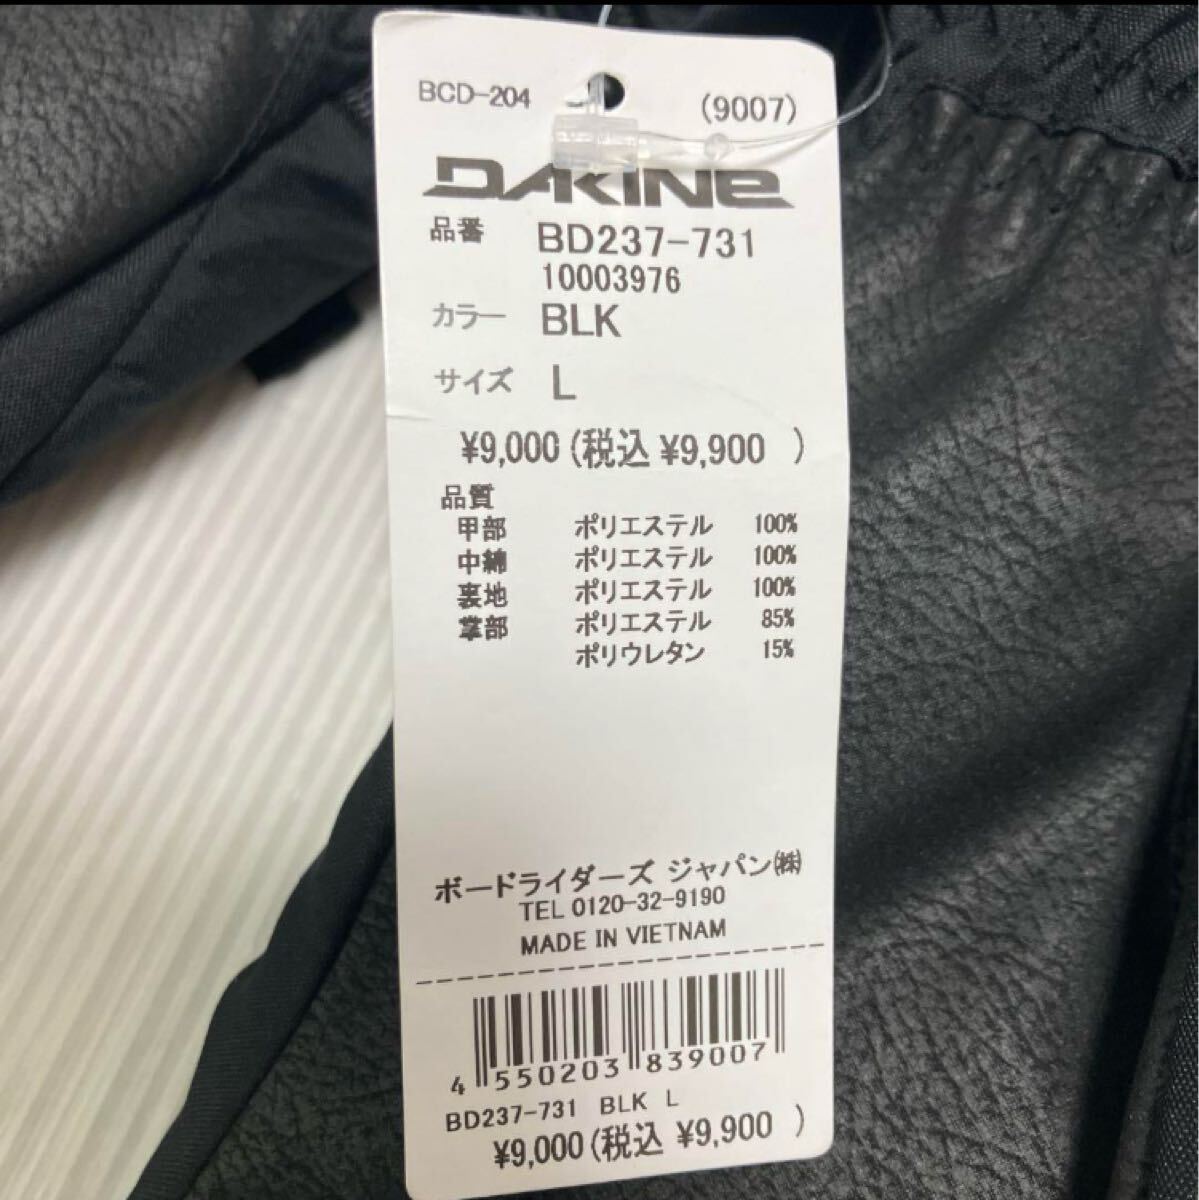 BCD-204 (9007)
DAKINE
品番 BD237-731
10003976
カラー BLK
サイズ L
¥9,000(税込 ¥9,900 )
品質
甲部 ポリエステル 100%
中綿 ポリエステル 100%
裏地 ポリエステル 100%
掌部 ポリエステル 85%
ポリウレタン 15%
ボードライダーズ ジャパン㈱
TEL 0120-32-9190
MADE IN VIETNAM
4 550203 839007
BD237-731 BLK L
¥9,000(税込 ¥9,900 )